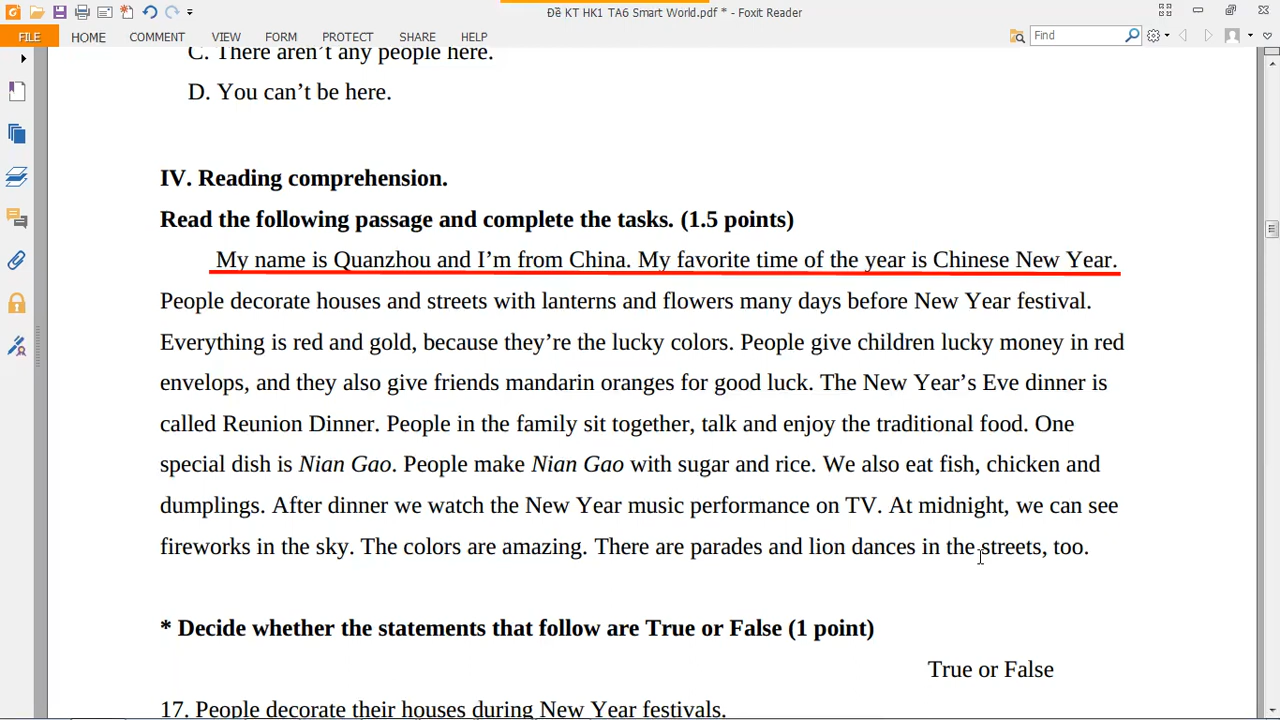 Đề KT HK1 TA6 Smart World.pdf * - Foxit Reader
FILE HOME COMMENT VIEW FORM PROTECT SHARE HELP Find
C. There aren’t any people here.
D. You can’t be here.
IV. Reading comprehension.
Read the following passage and complete the tasks. (1.5 points)
My name is Quanzhou and I’m from China. My favorite time of the year is Chinese New Year.
People decorate houses and streets with lanterns and flowers many days before New Year festival.
Everything is red and gold, because they’re the lucky colors. People give children lucky money in red
envelops, and they also give friends mandarin oranges for good luck. The New Year’s Eve dinner is
called Reunion Dinner. People in the family sit together, talk and enjoy the traditional food. One
special dish is Nian Gao. People make Nian Gao with sugar and rice. We also eat fish, chicken and
dumplings. After dinner we watch the New Year music performance on TV. At midnight, we can see
fireworks in the sky. The colors are amazing. There are parades and lion dances in the streets, too.
* Decide whether the statements that follow are True or False (1 point)
True or False
17. People decorate their houses during New Year festivals.